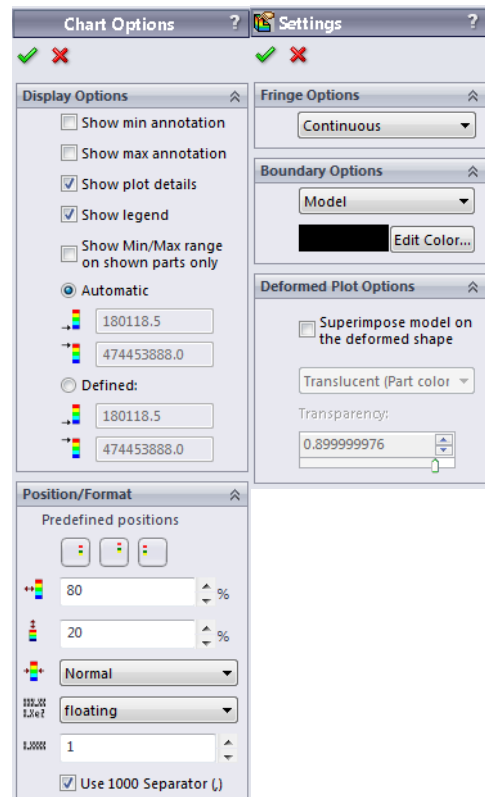 Chart Options ?
Display Options
Show min annotation
Show max annotation
Show plot details
Show legend
Show Min/Max range
on shown parts only
Automatic
180118.5
474453888.0
Defined:
180118.5
474453888.0
Position/Format
Predefined positions
80 %
20 %
Normal
floating
1
Use 1000 Separator (,)
Settings ?
Fringe Options
Continuous
Boundary Options
Model
Edit Color...
Deformed Plot Options
Superimpose model on
the deformed shape
Translucent (Part color
Transparency:
0.899999976